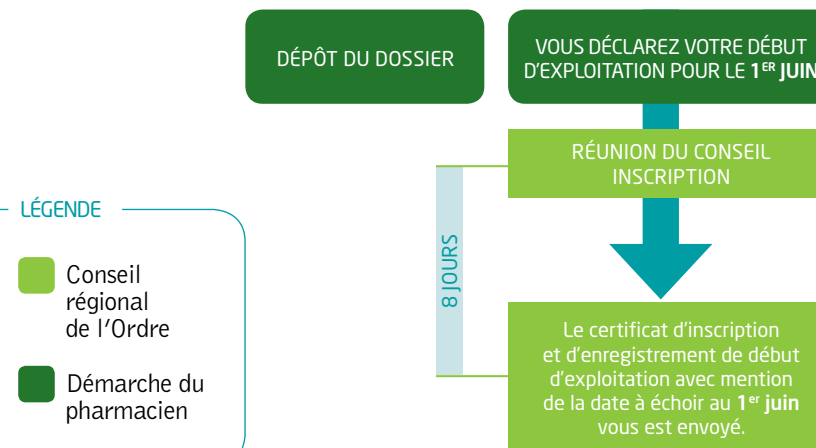 DÉPÔT DU DOSSIER
VOUS DÉCLAREZ VOTRE DÉBUT
D'EXPLOITATION POUR LE 1ER JUIN
RÉUNION DU CONSEIL
INSCRIPTION
8 JOURS
Le certificat d'inscription
et d'enregistrement de début
d'exploitation avec mention
de la date à échoir au 1er juin
vous est envoyé.
LÉGENDE
Conseil
régional
de l'Ordre
Démarche du
pharmacien